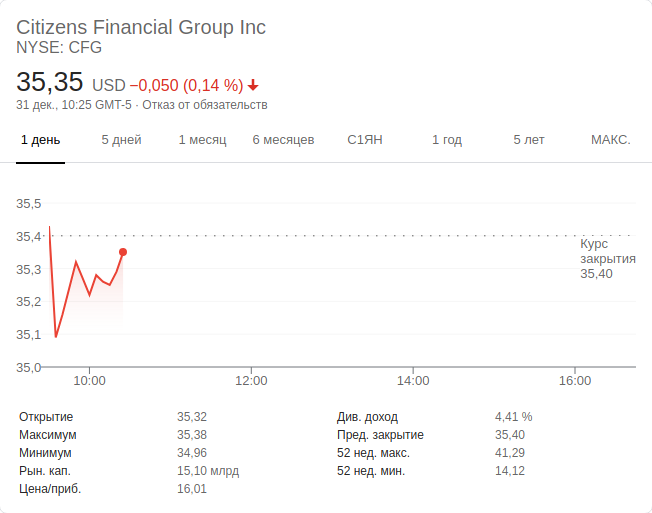 Citizens Financial Group Inc
NYSE: CFG
35,35 USD −0,050 (0,14 %)
31 дек., 10:25 GMT-5 · Отказ от обязательств
1 день 5 дней 1 месяц 6 месяцев С1ЯН 1 год 5 лет МАКС.
35,5
35,4
35,3
35,2
35,1
35,0
Курс
закрытия
35,40
10:00 12:00 14:00 16:00
Открытие 35,32
Максимум 35,38
Минимум 34,96
Рын. кап. 15,10 млрд
Цена/приб. 16,01
Див. доход 4,41 %
Пред. закрытие 35,40
52 нед. макс. 41,29
52 нед. мин. 14,12